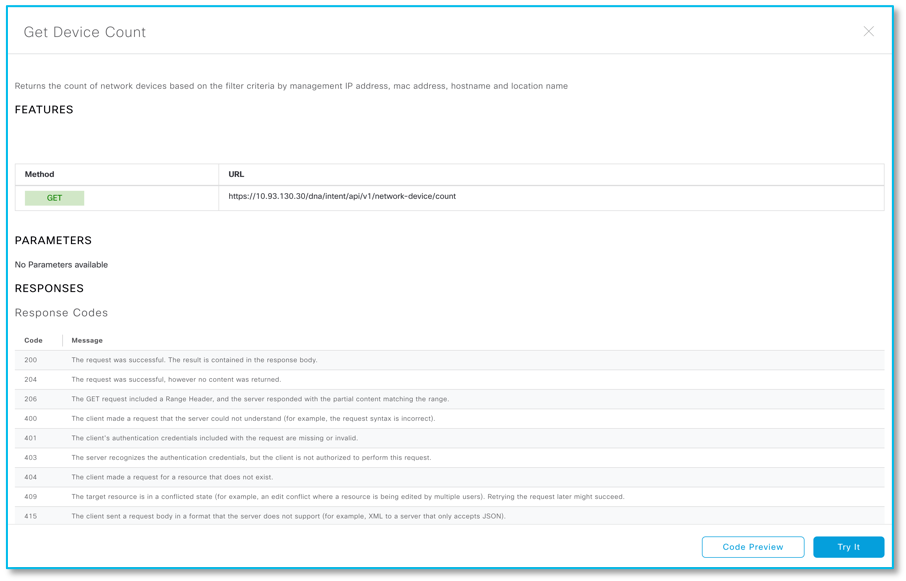 Get Device Count
Returns the count of network devices based on the filter criteria by management IP address, mac address, hostname and location name
FEATURES
Method URL
GET https://10.93.130.30/dna/intent/api/v1/network-device/count
PARAMETERS
No Parameters available
RESPONSES
Response Codes
Code Message
200 The request was successful. The result is contained in the response body.
204 The request was successful, however no content was returned.
206 The GET request included a Range Header, and the server responded with the partial content matching the range.
400 The client made a request that the server could not understand (for example, the request syntax is incorrect).
401 The client's authentication credentials included with the request are missing or invalid.
403 The server recognizes the authentication credentials, but the client is not authorized to perform this request.
404 The client made a request for a resource that does not exist.
409 The target resource is in a conflicted state (for example, an edit conflict where a resource is being edited by multiple users). Retrying the request later might succeed.
415 The client sent a request body in a format that the server does not support (for example, XML to a server that only accepts JSON).
Code Preview Try It